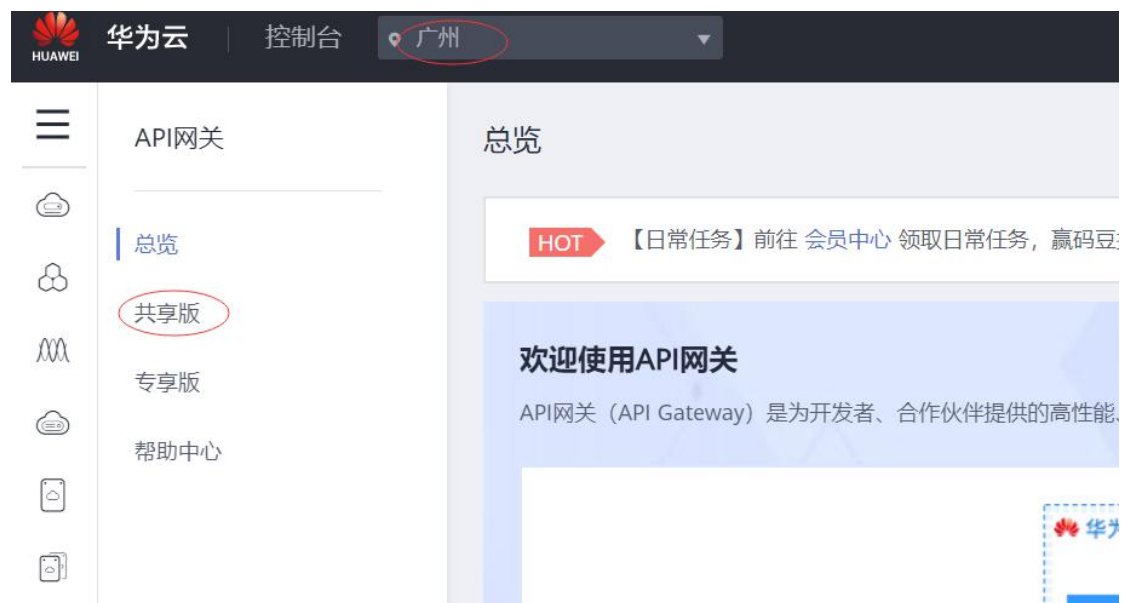 HUAWEI 华为云 控制台 广州
API网关
总览
共享版
专享版
帮助中心
总览
HOT 【日常任务】前往 会员中心 领取日常任务，赢码豆
欢迎使用API网关
API网关（API Gateway）是为开发者、合作伙伴提供的高性能、
华为